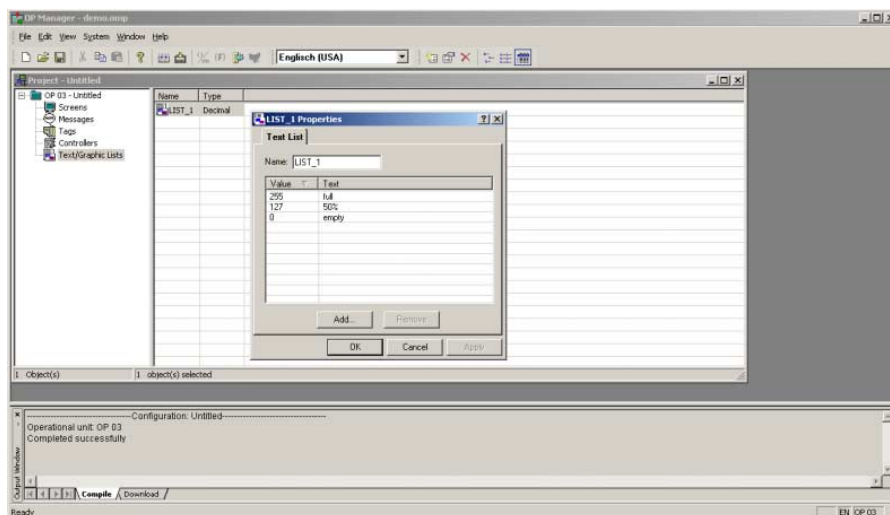 OP Manager - demo.omp
File Edit View System Window Help
Englisch (USA)
Project - Untitled
OP 03 - Untitled
Screens
Messages
Tags
Controllers
Text/Graphic Lists
Name Type
LIST_1 Decimal
LIST_1 Properties
Text List
Name: LIST_1
Value Text
255 full
127 50%
0 empty
Add... Remove
OK Cancel Apply
1 Object(s) 1 object(s) selected
Configuration: Untitled
Operational unit: OP 03
Completed successfully
Output Window
Compile Download
Ready EN OP 03